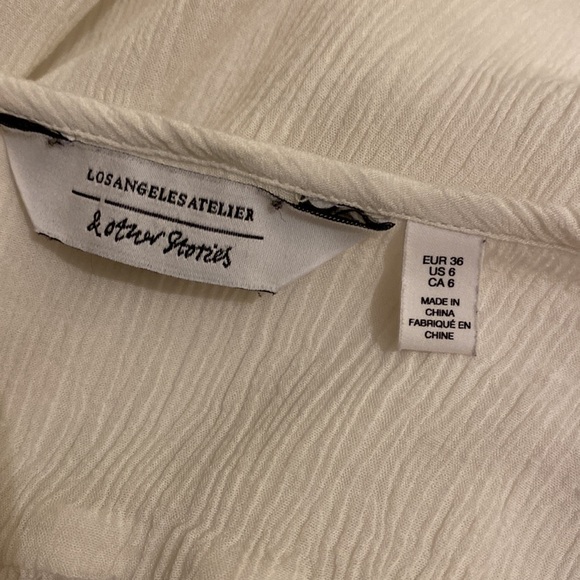 LOSANGELESATELIER
& other Stories
EUR 36
US 6
CA 6
MADE IN
CHINA
FABRIQUÉ EN
CHINE